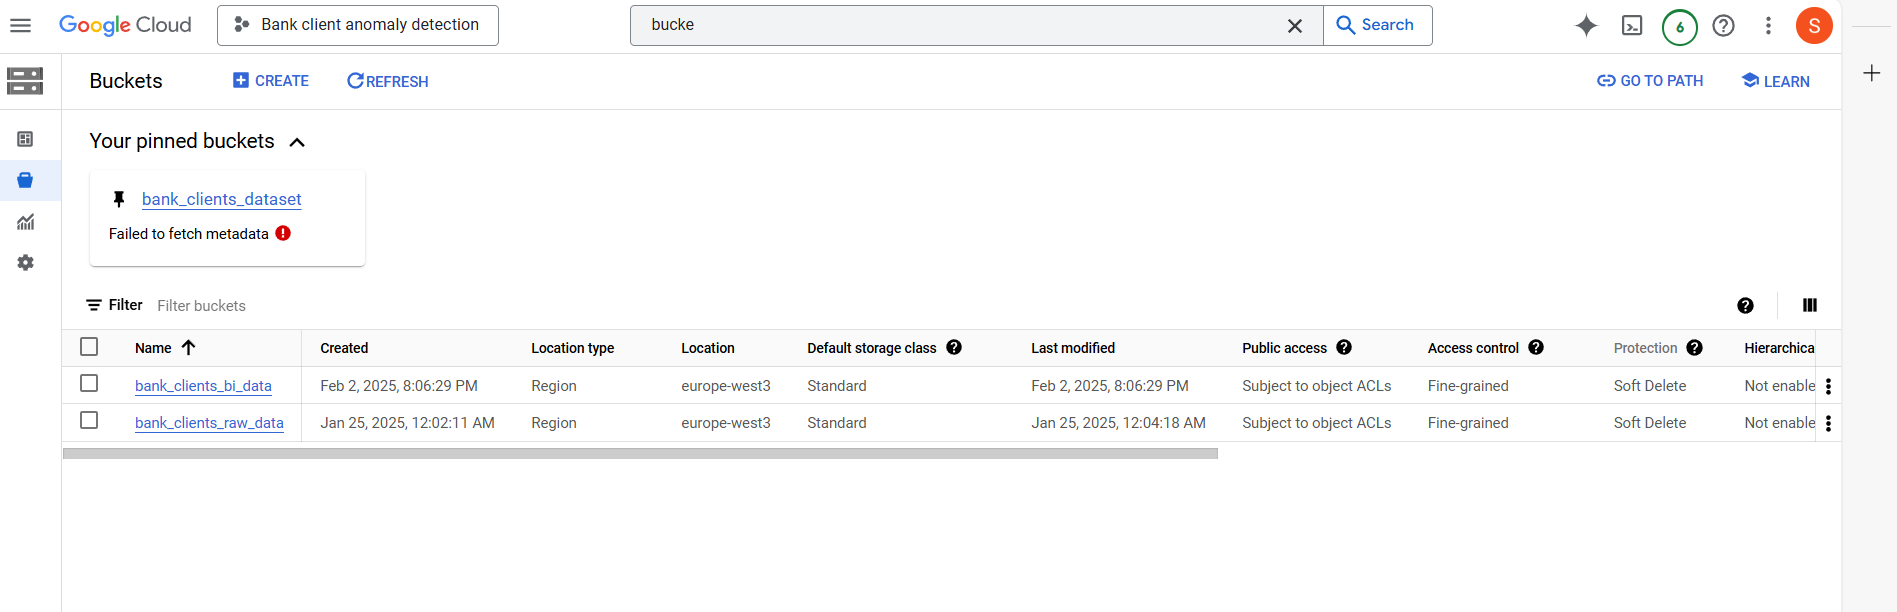 Google Cloud
Bank client anomaly detection
bucke
Search
6
S
Buckets
CREATE
REFRESH
GO TO PATH
LEARN
Your pinned buckets
bank_clients_dataset
Failed to fetch metadata
Filter Filter buckets
Name Created Location type Location Default storage class Last modified Public access Access control Protection Hierarchica
bank_clients_bi_data Feb 2, 2025, 8:06:29 PM Region europe-west3 Standard Feb 2, 2025, 8:06:29 PM Subject to object ACLs Fine-grained Soft Delete Not enable
bank_clients_raw_data Jan 25, 2025, 12:02:11 AM Region europe-west3 Standard Jan 25, 2025, 12:04:18 AM Subject to object ACLs Fine-grained Soft Delete Not enable